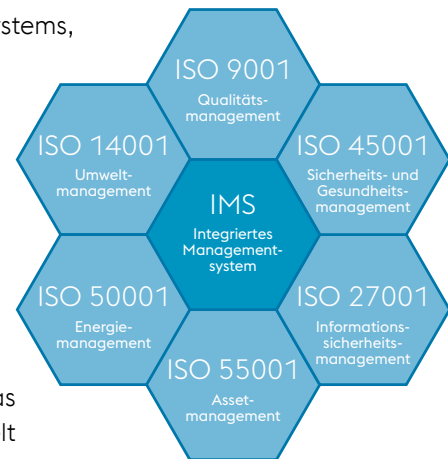 stems,
ISO 9001
Qualitäts-
management
ISO 14001
Umwelt-
management
ISO 45001
Sicherheits- und
Gesundheits-
management
IMS
Integriertes
Management-
system
ISO 50001
Energie-
management
ISO 27001
Informations-
sicherheits-
management
ISO 55001
Asset-
management
as
lt